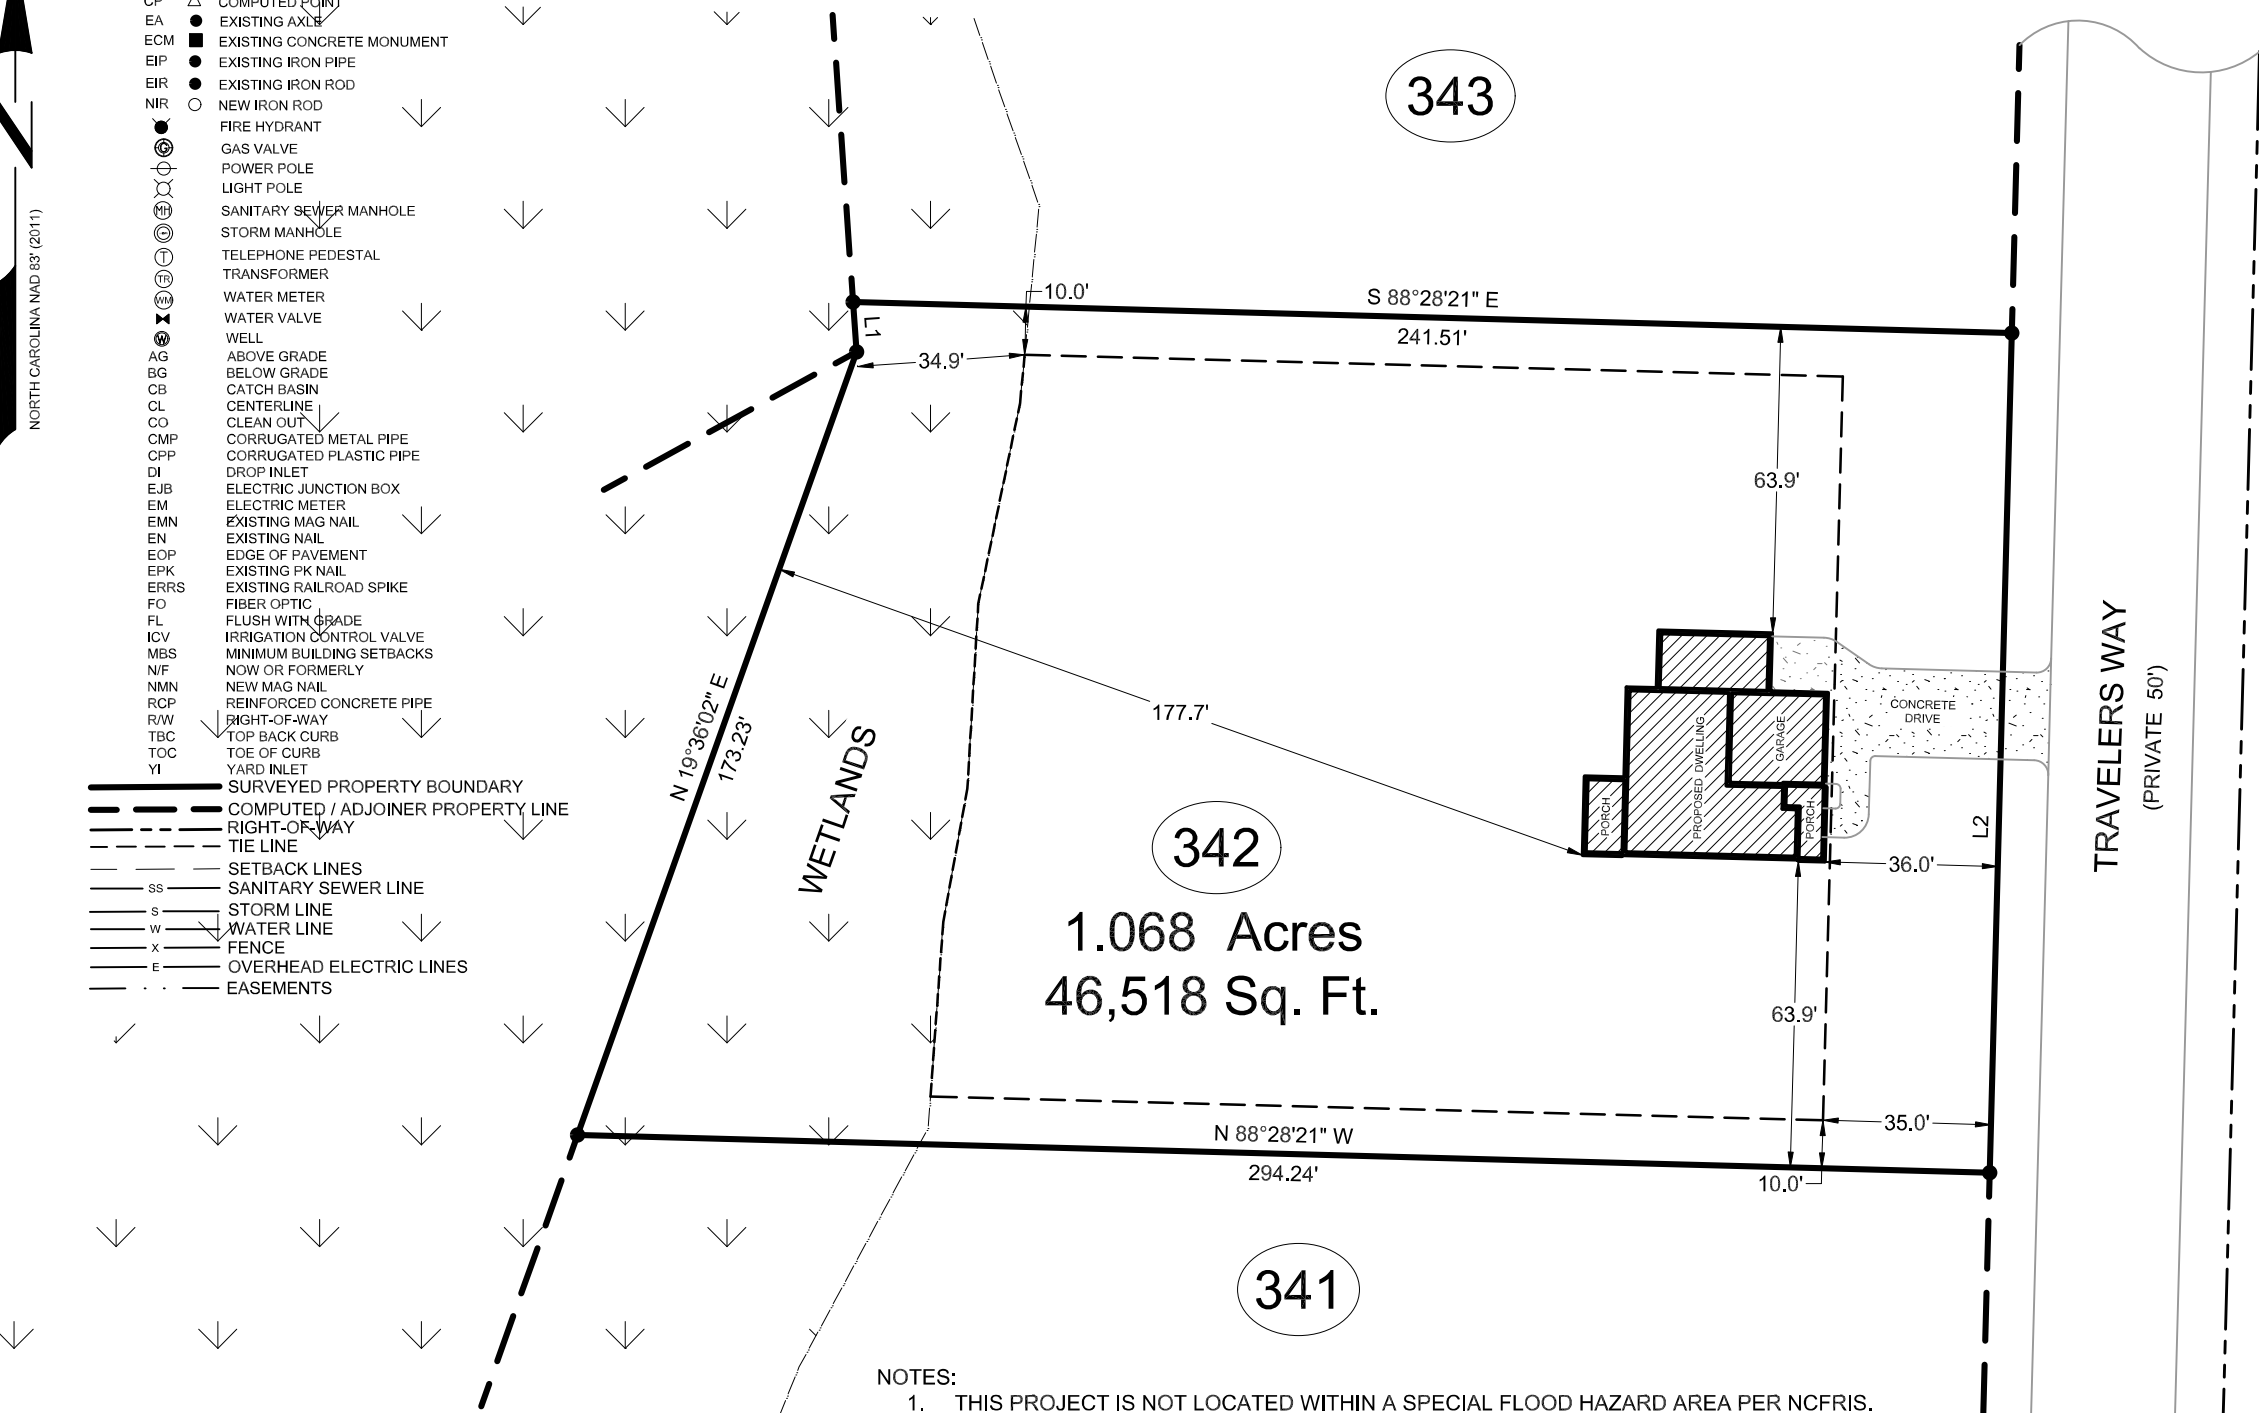 CP COMPUTED POINT
EA EXISTING AXLE
ECM EXISTING CONCRETE MONUMENT
EIP EXISTING IRON PIPE
EIR EXISTING IRON ROD
NIR NEW IRON ROD
FIRE HYDRANT
G GAS VALVE
POWER POLE
LIGHT POLE
MH SANITARY SEWER MANHOLE
STORM MANHOLE
T TELEPHONE PEDESTAL
TR TRANSFORMER
WM WATER METER
WATER VALVE
W WELL
AG ABOVE GRADE
BG BELOW GRADE
CB CATCH BASIN
CL CENTERLINE
CO CLEAN OUT
CMP CORRUGATED METAL PIPE
CPP CORRUGATED PLASTIC PIPE
DI DROP INLET
EJB ELECTRIC JUNCTION BOX
EM ELECTRIC METER
EMN EXISTING MAG NAIL
EN EXISTING NAIL
EOP EDGE OF PAVEMENT
EPK EXISTING PK NAIL
ERRS EXISTING RAILROAD SPIKE
FO FIBER OPTIC
FL FLUSH WITH GRADE
ICV IRRIGATION CONTROL VALVE
MBS MINIMUM BUILDING SETBACKS
N/F NOW OR FORMERLY
NMN NEW MAG NAIL
RCP REINFORCED CONCRETE PIPE
R/W RIGHT-OF-WAY
TBC TOP BACK CURB
TOC TOE OF CURB
YI YARD INLET
SURVEYED PROPERTY BOUNDARY
COMPUTED / ADJOINER PROPERTY LINE
RIGHT-OF-WAY
TIE LINE
SETBACK LINES
SS SANITARY SEWER LINE
S STORM LINE
W WATER LINE
X FENCE
E OVERHEAD ELECTRIC LINES
EASEMENTS
NORTH CAROLINA NAD 83' (2011)
343
10.0'
S 88°28'21" E
241.51'
L1
34.9'
63.9'
N 19°36'02" E
173.23'
WETLANDS
177.7'
PORCH
PROPOSED DWELLING
GARAGE
PORCH
CONCRETE
DRIVE
L2
36.0'
TRAVELERS WAY
(PRIVATE 50')
342
1.068 Acres
46,518 Sq. Ft.
63.9'
35.0'
N 88°28'21" W
294.24'
10.0'
341
NOTES:
1. THIS PROJECT IS NOT LOCATED WITHIN A SPECIAL FLOOD HAZARD AREA PER NCFRIS.